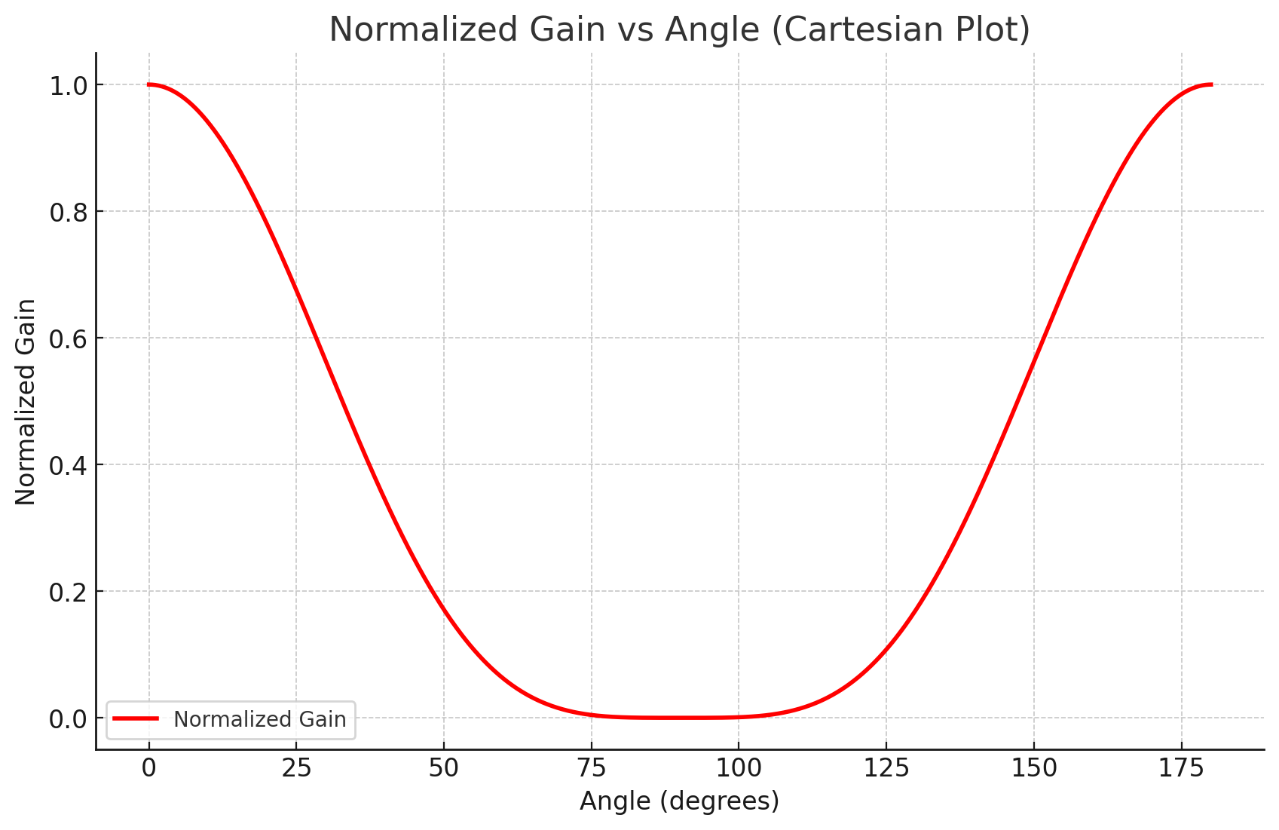 Normalized Gain vs Angle (Cartesian Plot)
1.0
0.8
0.6
0.4
0.2
0.0
Normalized Gain
Normalized Gain
0 25 50 75 100 125 150 175
Angle (degrees)